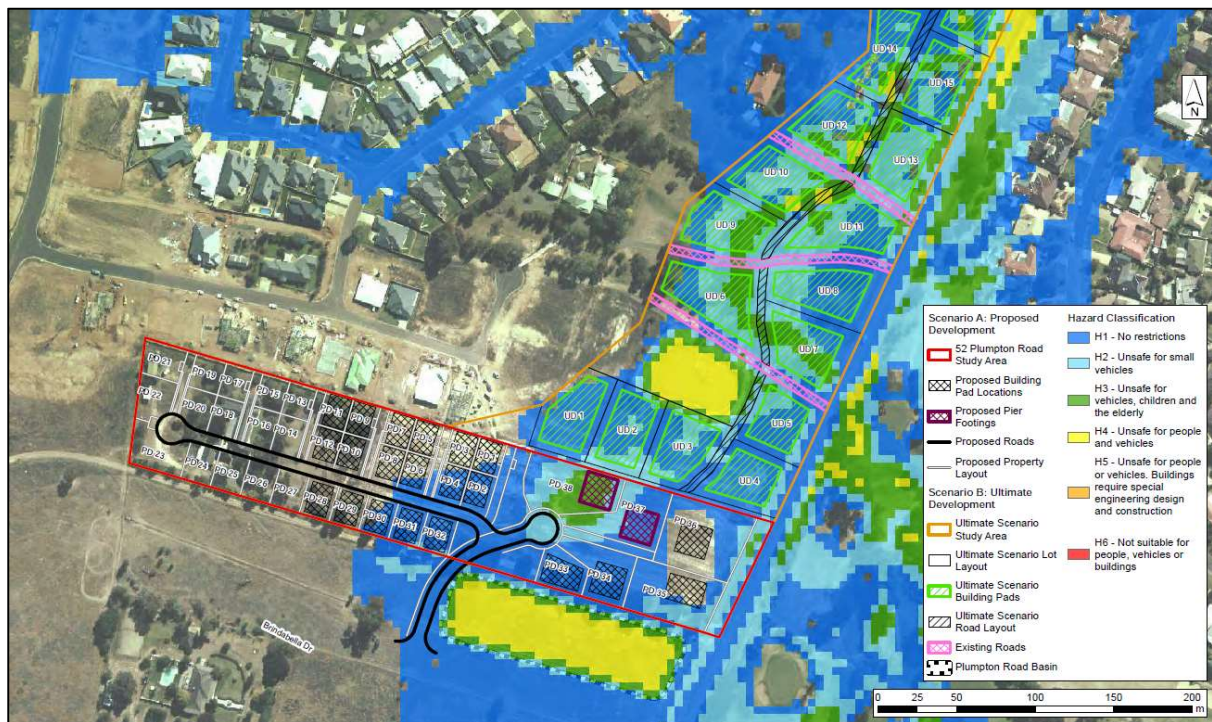 UD 14
UD 15
UD 12
UD 13
UD 10
UD 9
UD 11
UD 6
UD 8
UD 7
UD 1
UD 2
UD 3
UD 5
UD 4
N
PD 21
PD 19
PD 17
PD 15
PD 13
PD 11
PD 9
PD 7
PD 5
PD 3
PD 1
PD 22
PD 20
PD 18
PD 16
PD 14
PD 12
PD 10
PD 8
PD 6
PD 4
PD 2
PD 23
PD 24
PD 25
PD 26
PD 27
PD 28
PD 29
PD 30
PD 31
PD 32
PD 38
PD 37
PD 36
PD 33
PD 34
PD 35
Brindabella Dr
Scenario A: Proposed
Development
52 Plumpton Road
Study Area
Proposed Building
Pad Locations
Proposed Pier
Footings
Proposed Roads
Proposed Property
Layout
Scenario B: Ultimate
Development
Ultimate Scenario
Study Area
Ultimate Scenario Lot
Layout
Ultimate Scenario
Building Pads
Ultimate Scenario
Road Layout
Existing Roads
Plumpton Road Basin
Hazard Classification
H1 - No restrictions
H2 - Unsafe for small
vehicles
H3 - Unsafe for
vehicles, children and
the elderly
H4 - Unsafe for people
and vehicles
H5 - Unsafe for people
or vehicles. Buildings
require special
engineering design
and construction
H6 - Not suitable for
people, vehicles or
buildings
0 25 50 100 150 200
m